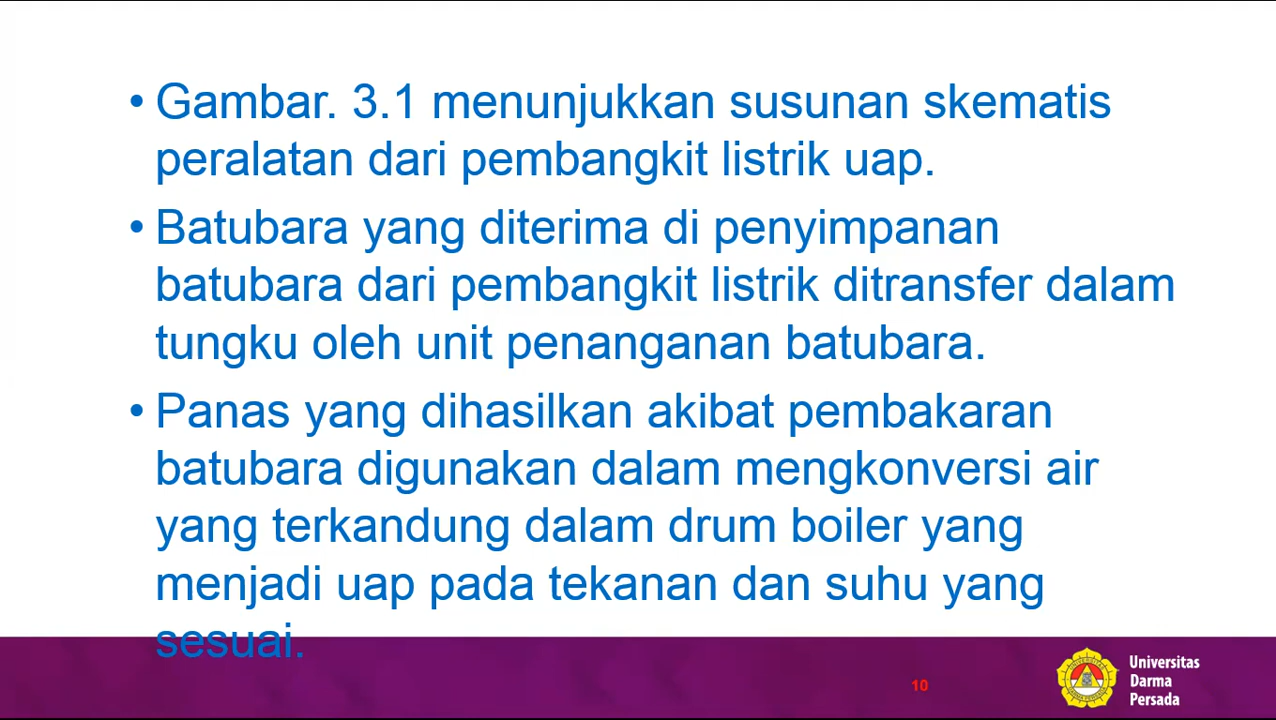 • Gambar. 3.1 menunjukkan susunan skematis
peralatan dari pembangkit listrik uap.
• Batubara yang diterima di penyimpanan
batubara dari pembangkit listrik ditransfer dalam
tungku oleh unit penanganan batubara.
• Panas yang dihasilkan akibat pembakaran
batubara digunakan dalam mengkonversi air
yang terkandung dalam drum boiler yang
menjadi uap pada tekanan dan suhu yang
sesuai.
10
Universitas
Darma
Persada